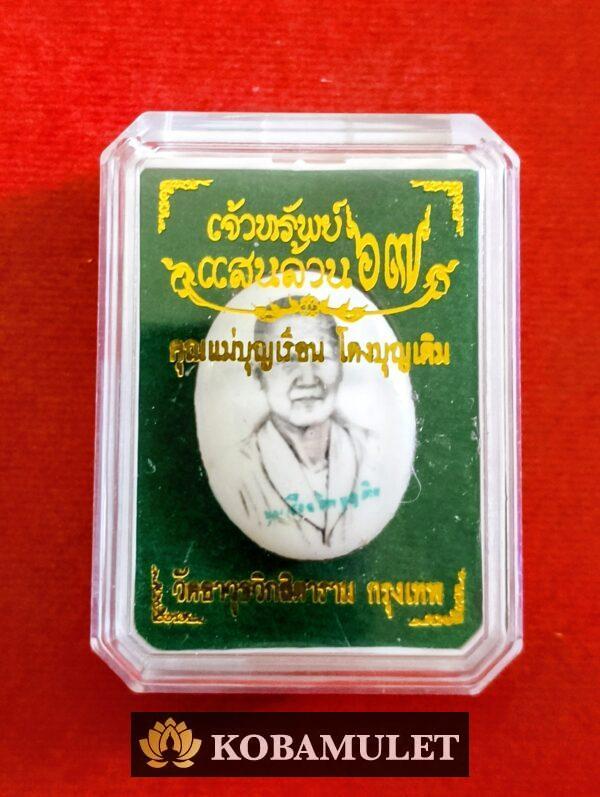 เจ้าทรัพย์
แสนล้าน ๖๗
คุณแม่บุญเรือน โตงบุญเติม
วัดอาวุธวิกสิตาราม กรุงเทพ
KOBAMULET